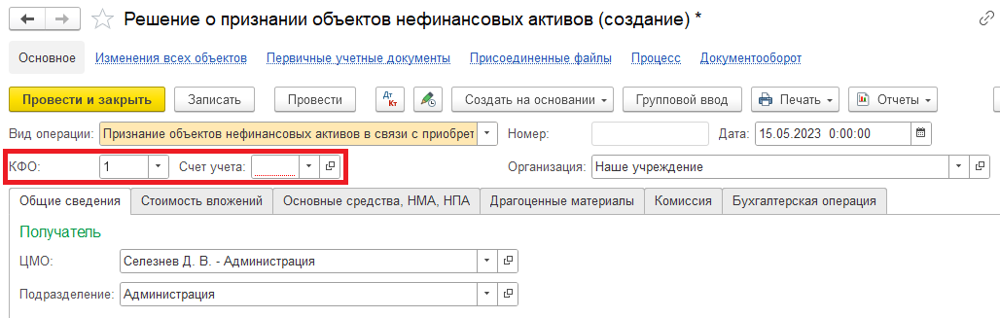 Решение о признании объектов нефинансовых активов (создание) *
Основное Изменения всех объектов Первичные учетные документы Присоединенные файлы Процесс Документооборот
Провести и закрыть Записать Провести Дт Кт Создать на основании Групповой ввод Печать Отчеты
Вид операции: Признание объектов нефинансовых активов в связи с приобрет Номер: Дата: 15.05.2023 0:00:00
КФО: 1 Счет учета: Организация: Наше учреждение
Общие сведения Стоимость вложений Основные средства, НМА, НПА Драгоценные материалы Комиссия Бухгалтерская операция
Получатель
ЦМО: Селезнев Д. В. - Администрация
Подразделение: Администрация